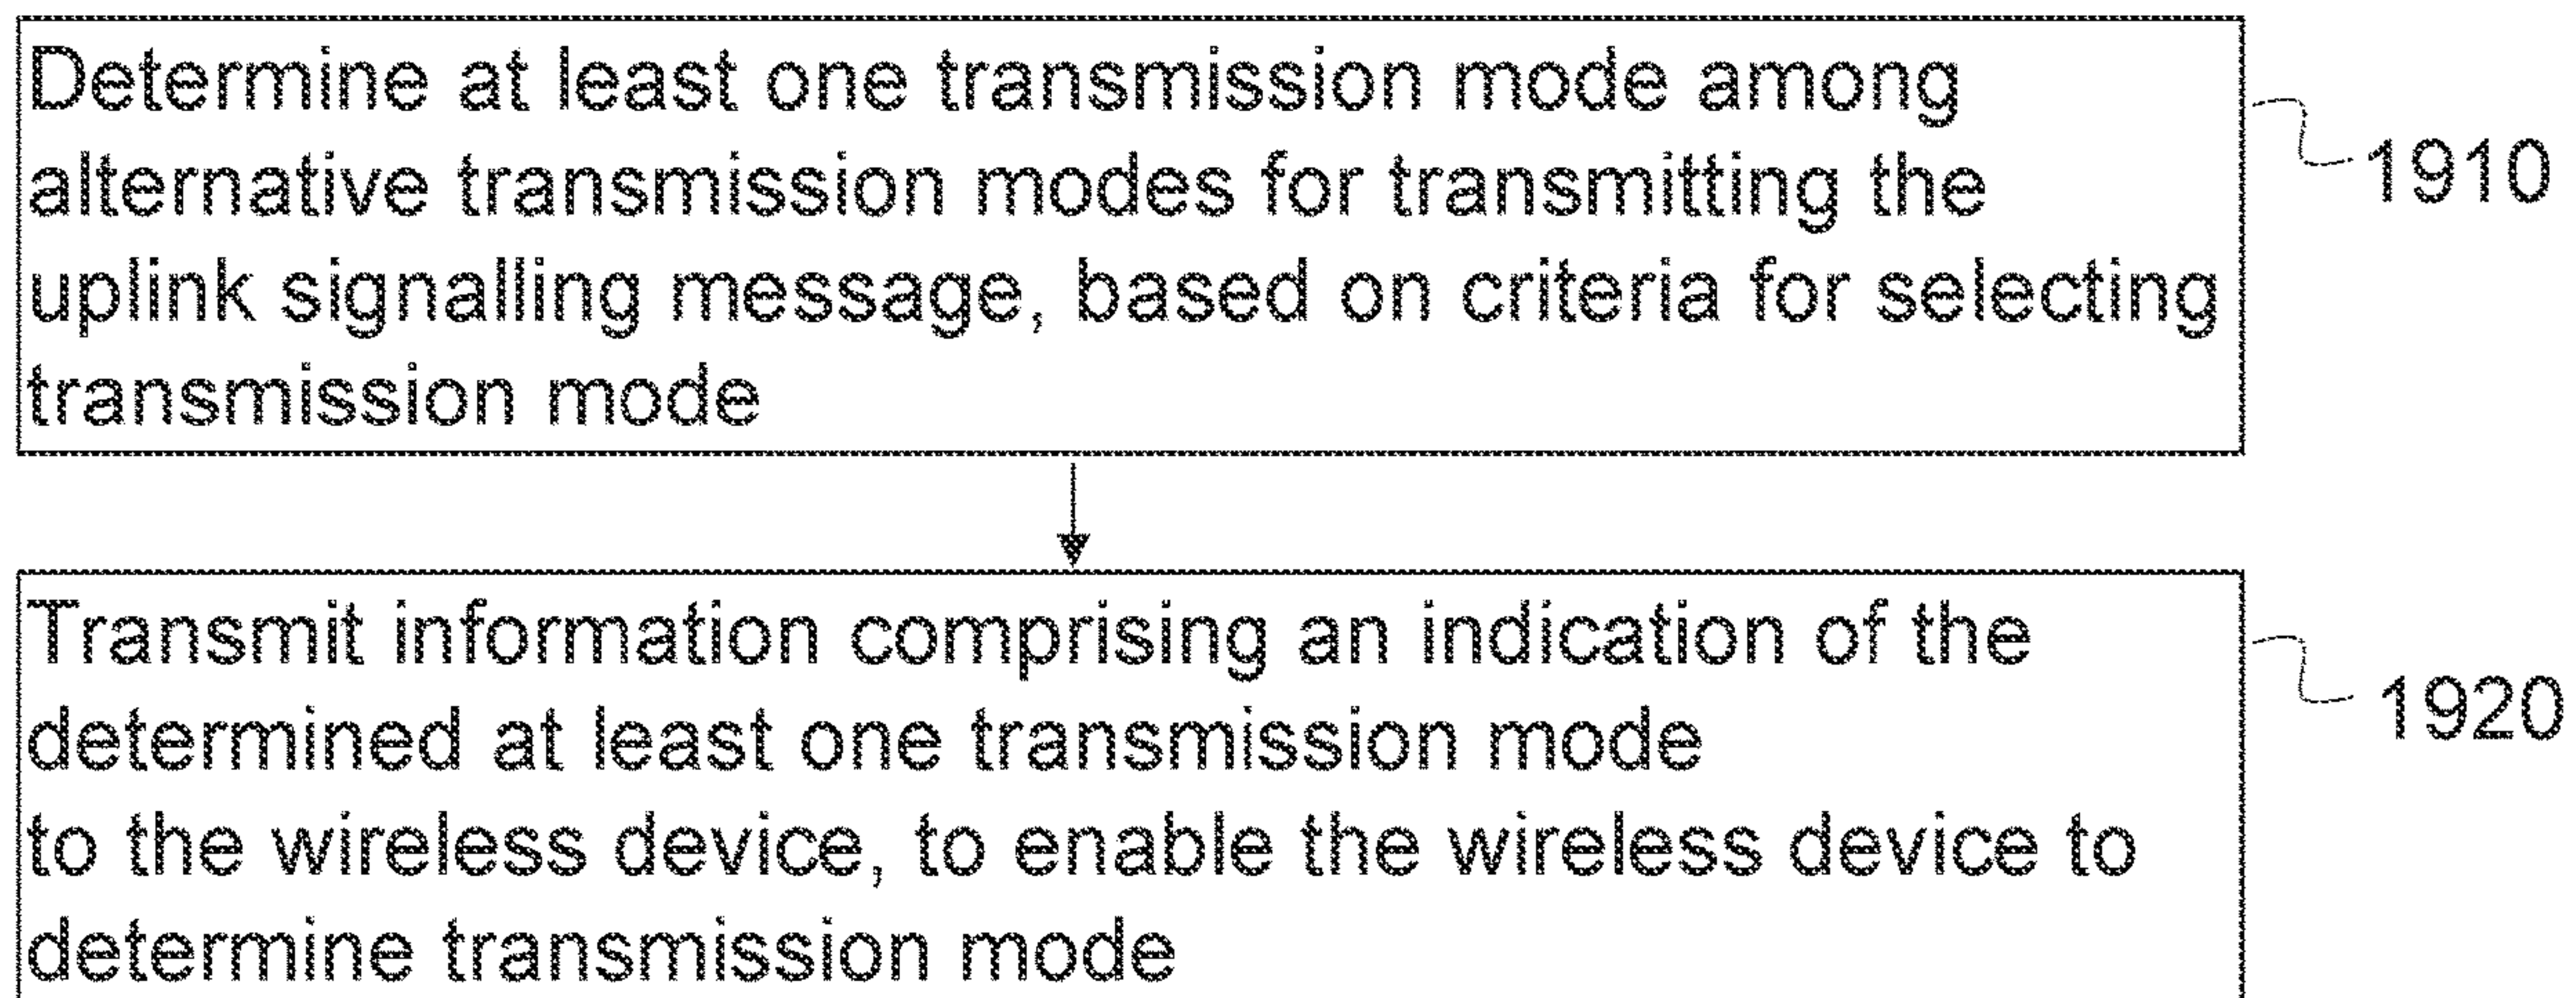 Determine at least one transmission mode among
alternative transmission modes for transmitting the
uplink signalling message, based on criteria for selecting
transmission mode
1910
Transmit information comprising an indication of the
determined at least one transmission mode
to the wireless device, to enable the wireless device to
determine transmission mode
1920